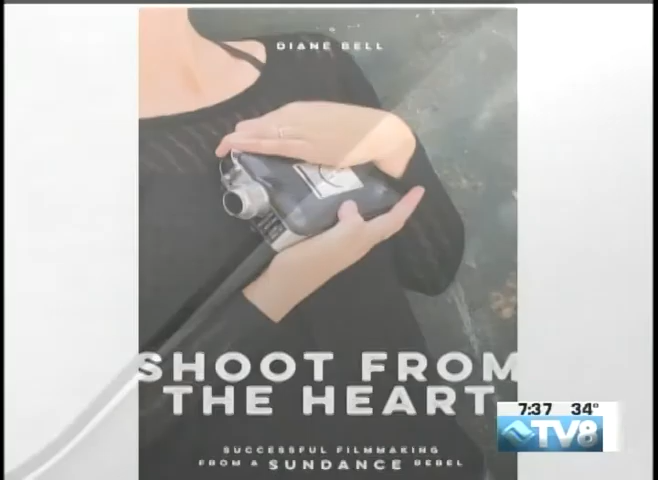 DIANE BELL
SHOOT FROM
THE HEART
7:37 34°
TV8
SUCCESSFUL FILMMAKING
FROM A SUNDANCE REBEL